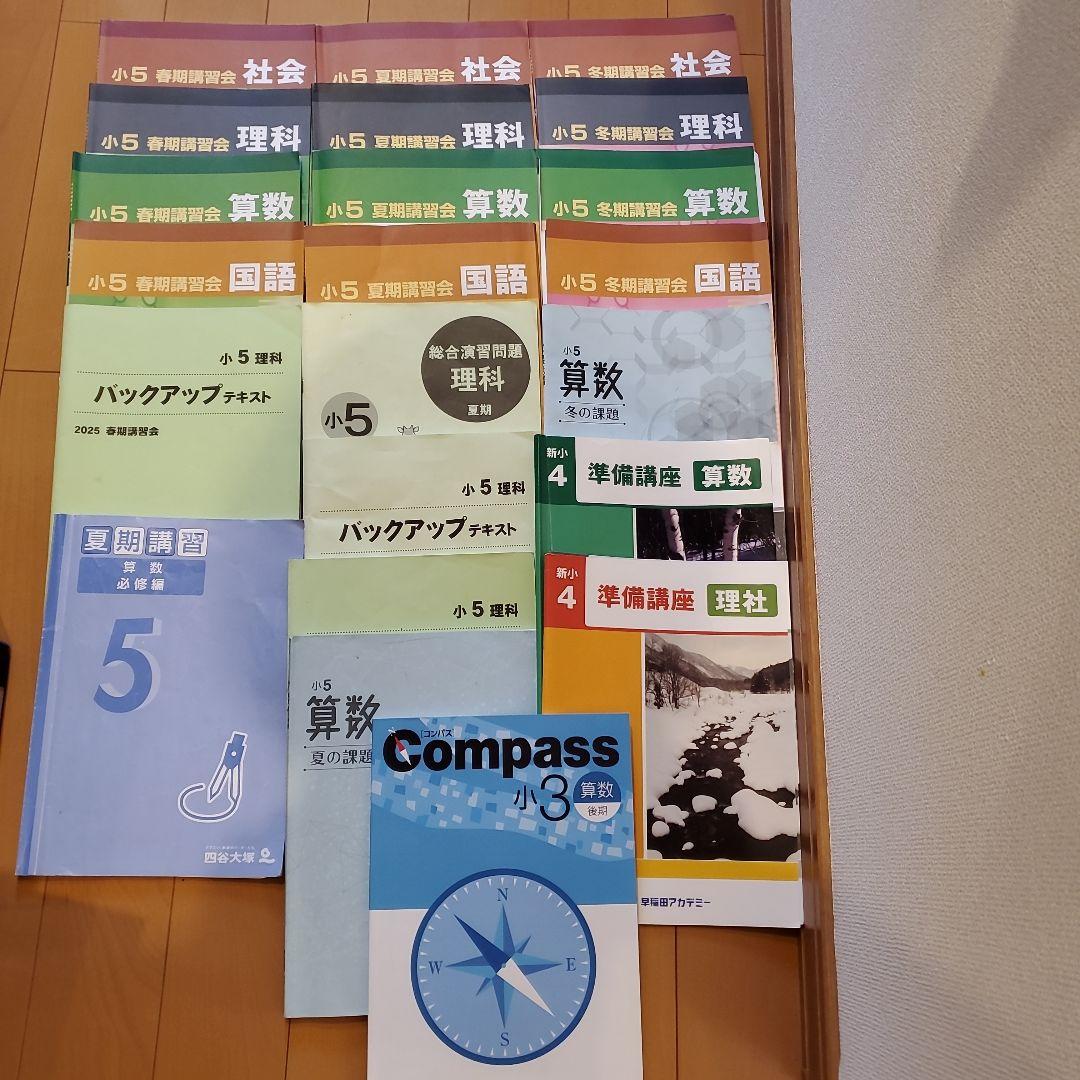 小5 春期講習会 社会
小5 夏期講習会 社会
小5 冬期講習会 社会
小5 春期講習会 理科
小5 夏期講習会 理科
小5 冬期講習会 理科
小5 春期講習会 算数
小5 夏期講習会 算数
小5 冬期講習会 算数
小5 春期講習会 国語
小5 夏期講習会 国語
小5 冬期講習会 国語
小5 理科
バックアップテキスト
2025 春期講習会
総合演習問題
理科
夏期
小5
小5
算数
冬の課題
小5 理科
バックアップテキスト
新小
4
準備講座 算数
夏期講習
算数
必修編
5
四谷大塚
小5 理科
新小
4
準備講座 理社
早稲田アカデミー
小5
算数
夏の課題
[コンパス]
Compass
小3
算数
後期
N
W E
S